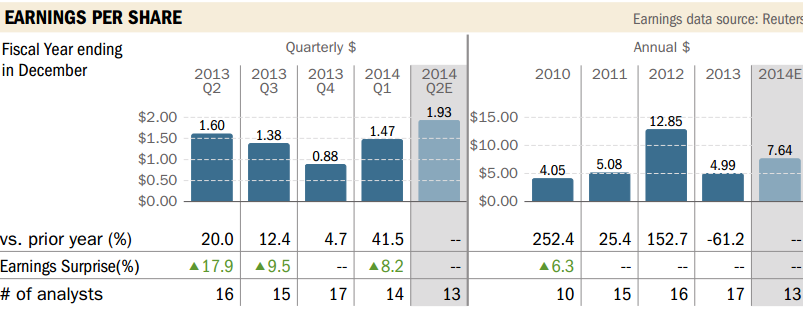 EARNINGS PER SHARE
Earnings data source: Reuters
Fiscal Year ending
in December
Quarterly $
2013 Q2 2013 Q3 2013 Q4 2014 Q1 2014 Q2E
$2.00
$1.50
$1.00
$0.50
$0.00
1.60 1.38 0.88 1.47 1.93
Annual $
2010 2011 2012 2013 2014E
$15.00
$10.00
$5.00
$0.00
4.05 5.08 12.85 4.99 7.64
vs. prior year (%) 20.0 12.4 4.7 41.5 -- 252.4 25.4 152.7 -61.2 --
Earnings Surprise(%) ▲17.9 ▲9.5 -- ▲8.2 -- ▲6.3 -- -- -- --
# of analysts 16 15 17 14 13 10 15 16 17 13